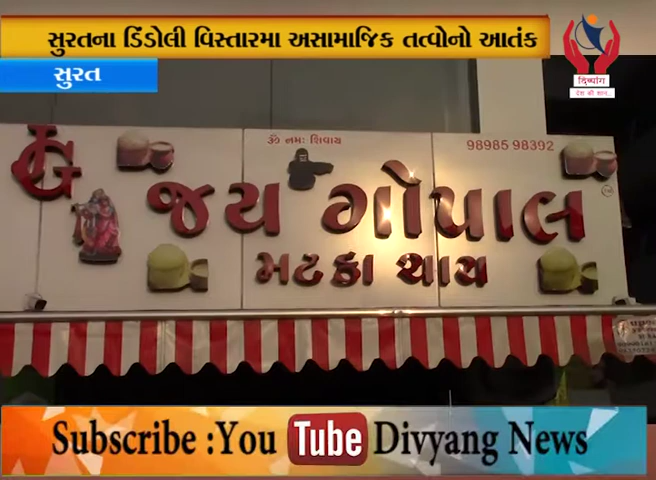 સુરતના ડિંડોલી વિસ્તારમા અસામાજિક તત્વોનો આતંક
સુરત
दिव्यांग
देश की शान..
ૐ નમઃ શિવાય
98985 98392
જય ગોપાલ
મટકા ચાય
Subscribe :You Tube Divyang News